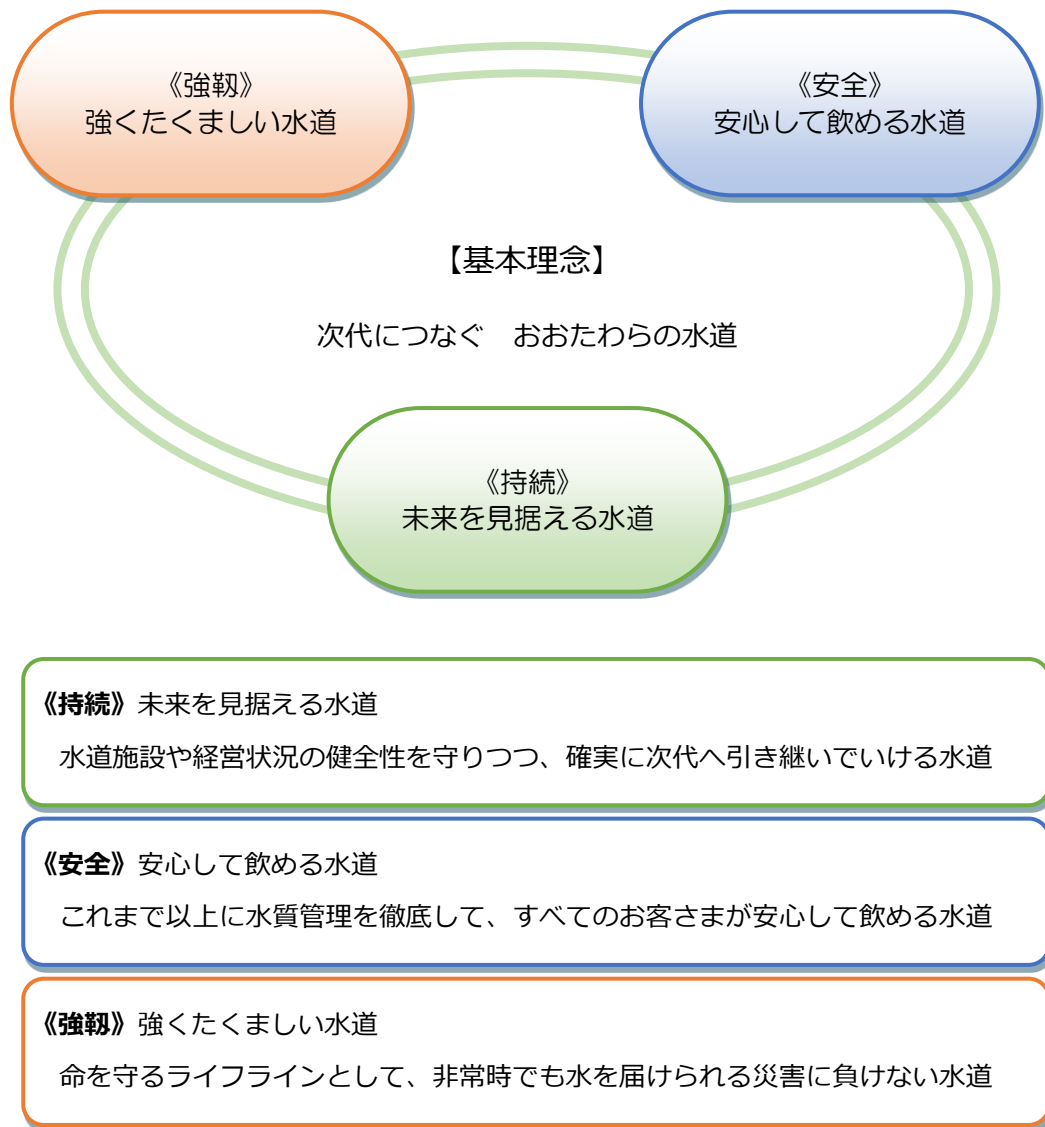 《強靱》
強くたくましい水道
《安全》
安心して飲める水道
【基本理念】
次代につなぐ　おおたわらの水道
《持続》
未来を見据える水道
《持続》未来を見据える水道
水道施設や経営状況の健全性を守りつつ、確実に次代へ引き継いでいける水道
《安全》安心して飲める水道
これまで以上に水質管理を徹底して、すべてのお客さまが安心して飲める水道
《強靱》強くたくましい水道
命を守るライフラインとして、非常時でも水を届けられる災害に負けない水道